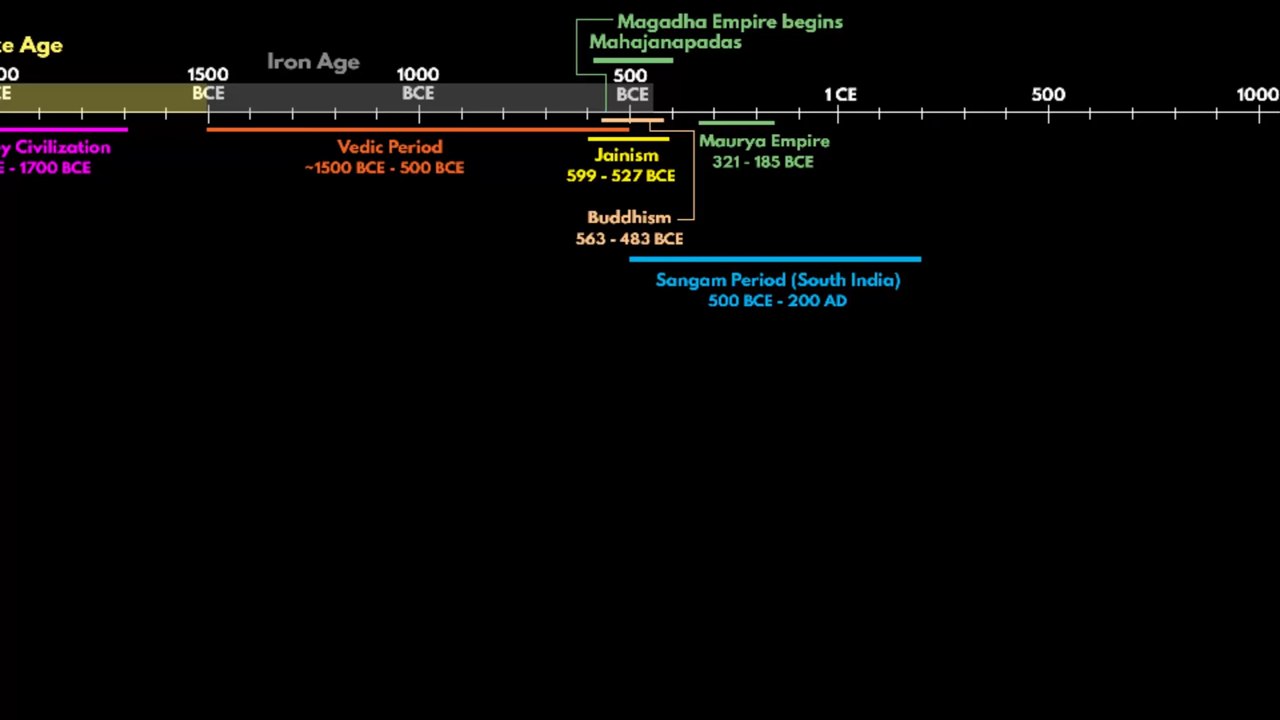 Magadha Empire begins
Mahajanapadas
Age
Iron Age
1500
BCE
1000
BCE
500
BCE
1 CE
500
1000
Civilization
- 1700 BCE
Vedic Period
~1500 BCE - 500 BCE
Jainism
599 - 527 BCE
Maurya Empire
321 - 185 BCE
Buddhism
563 - 483 BCE
Sangam Period (South India)
500 BCE - 200 AD